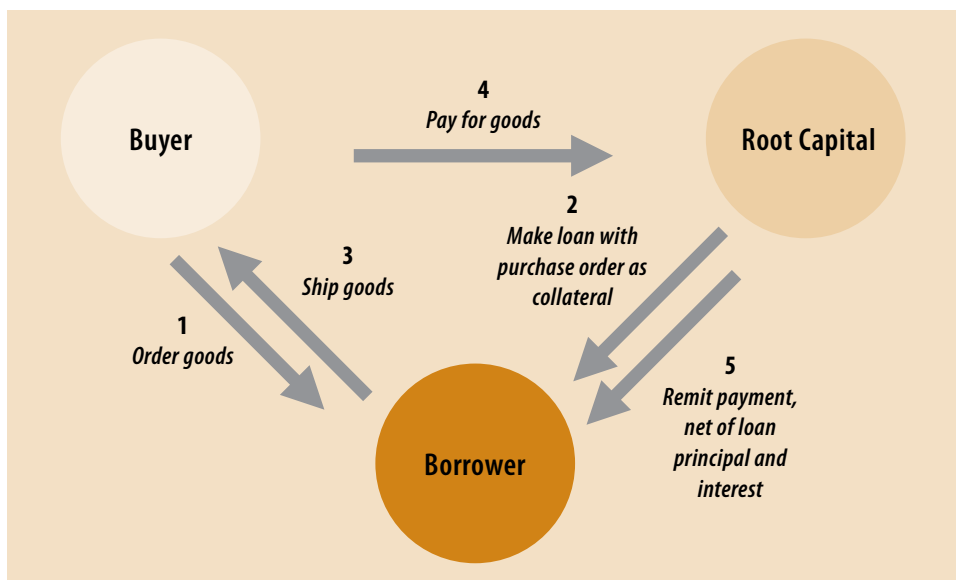 Buyer
Root Capital
4
Pay for goods
2
Make loan with
purchase order as
collateral
3
Ship goods
1
Order goods
5
Remit payment,
net of loan
principal and
interest
Borrower